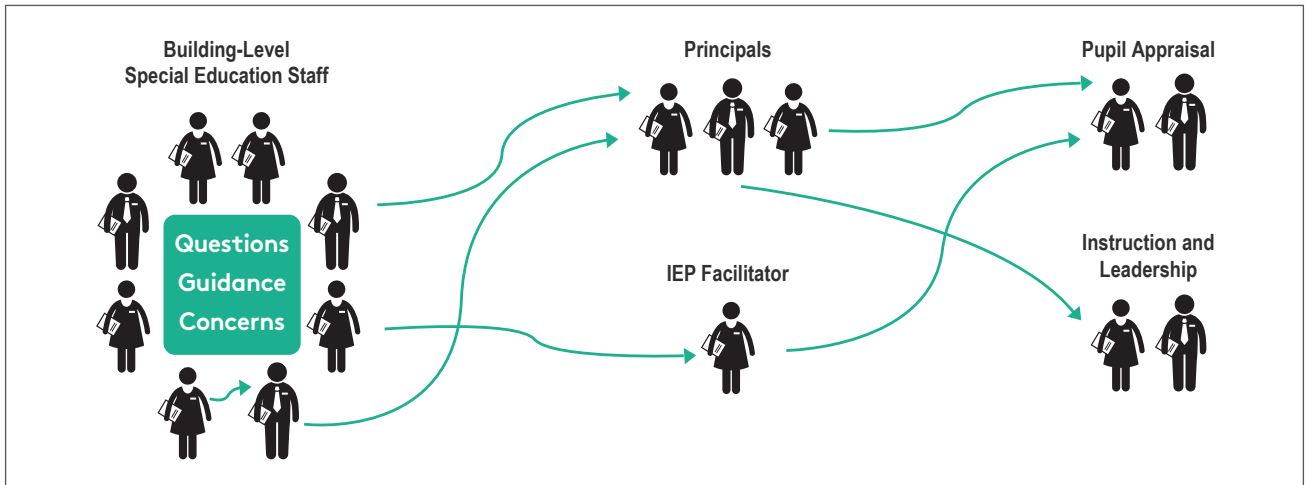 Building-Level
Special Education Staff
Principals
Pupil Appraisal
Questions
Guidance
Concerns
IEP Facilitator
Instruction and
Leadership